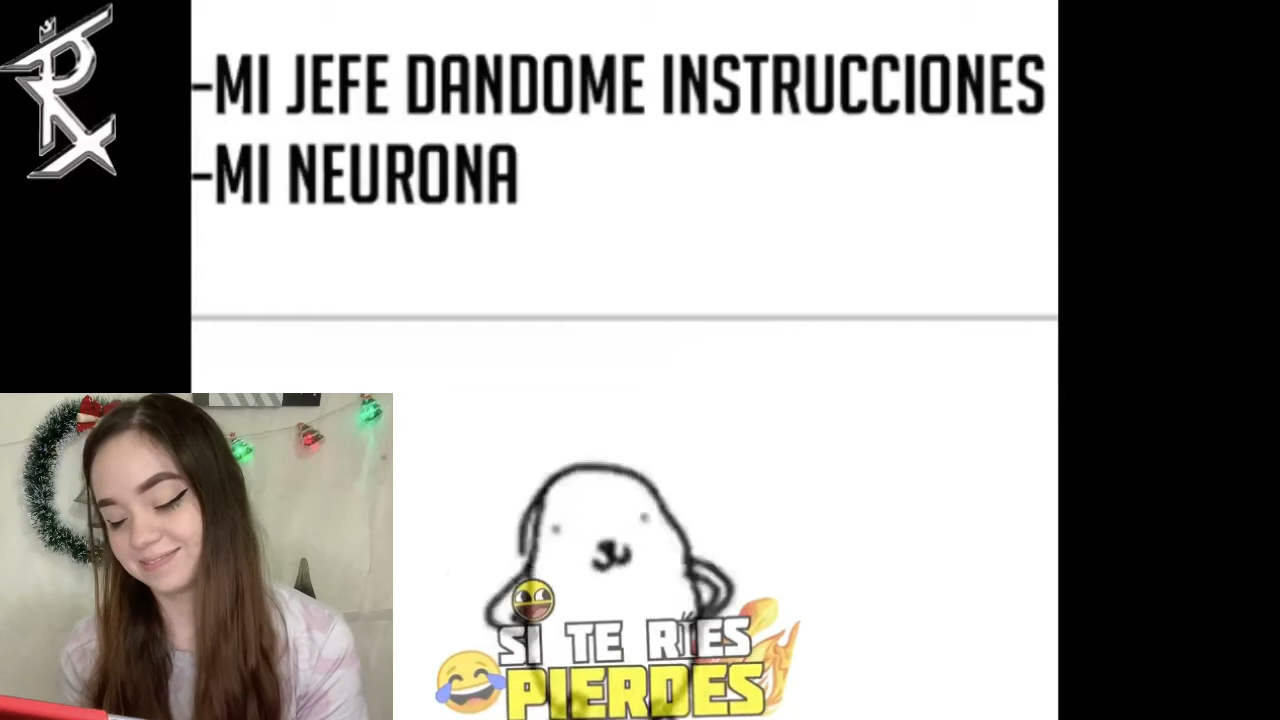 -MI JEFE DANDOME INSTRUCCIONES
-MI NEURONA
SI TE RÍES
PIERDES